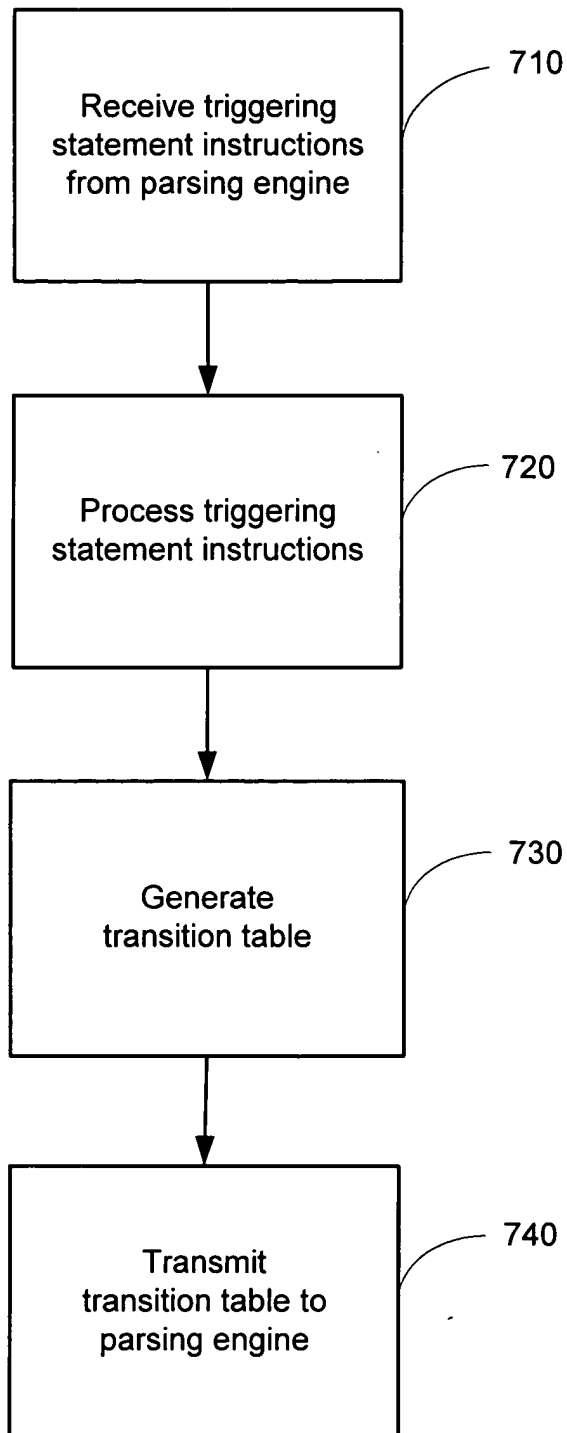 710
Receive triggering
statement instructions
from parsing engine
720
Process triggering
statement instructions
730
Generate
transition table
740
Transmit
transition table to
parsing engine